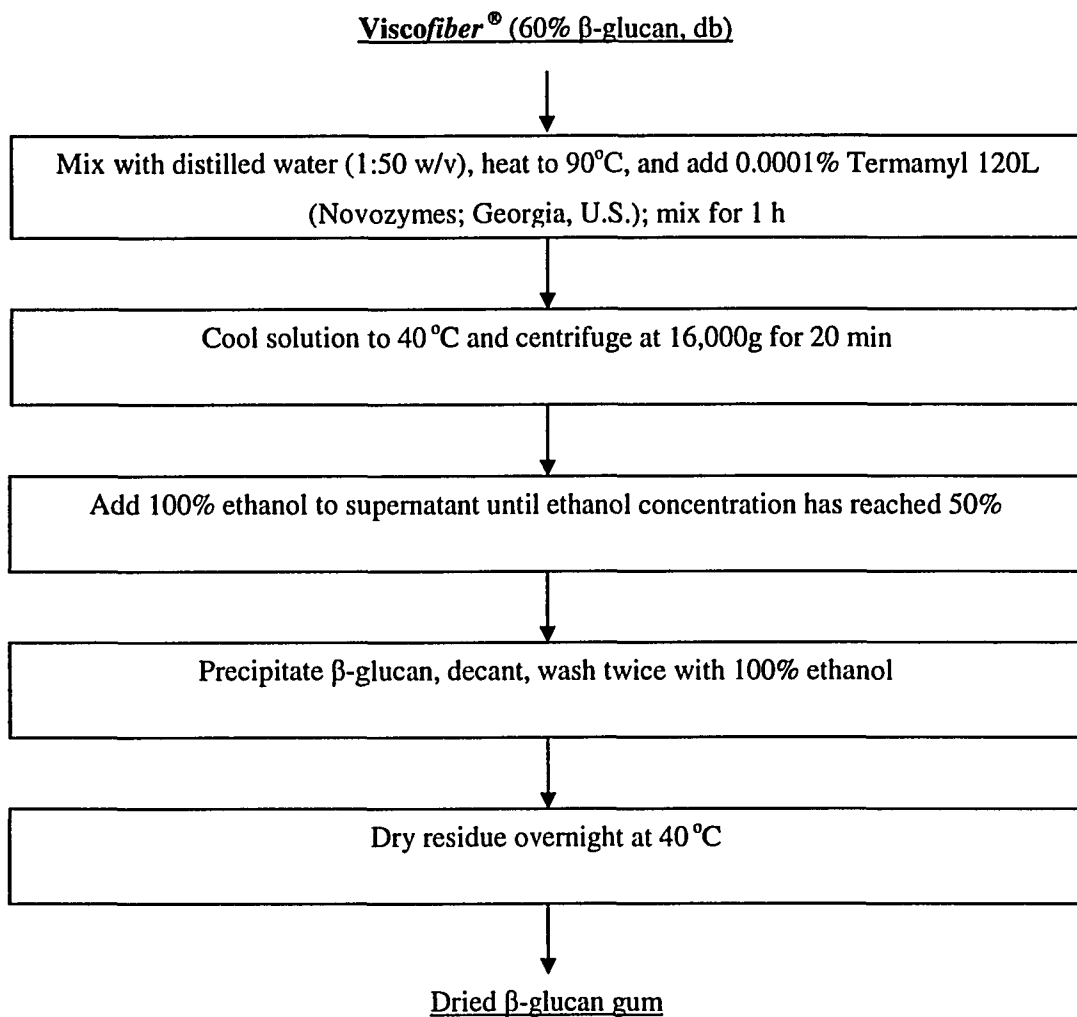 Viscofiber® (60% β-glucan, db)
Mix with distilled water (1:50 w/v), heat to 90°C, and add 0.0001% Termamyl 120L
(Novozymes; Georgia, U.S.); mix for 1 h
Cool solution to 40°C and centrifuge at 16,000g for 20 min
Add 100% ethanol to supernatant until ethanol concentration has reached 50%
Precipitate β-glucan, decant, wash twice with 100% ethanol
Dry residue overnight at 40°C
Dried β-glucan gum